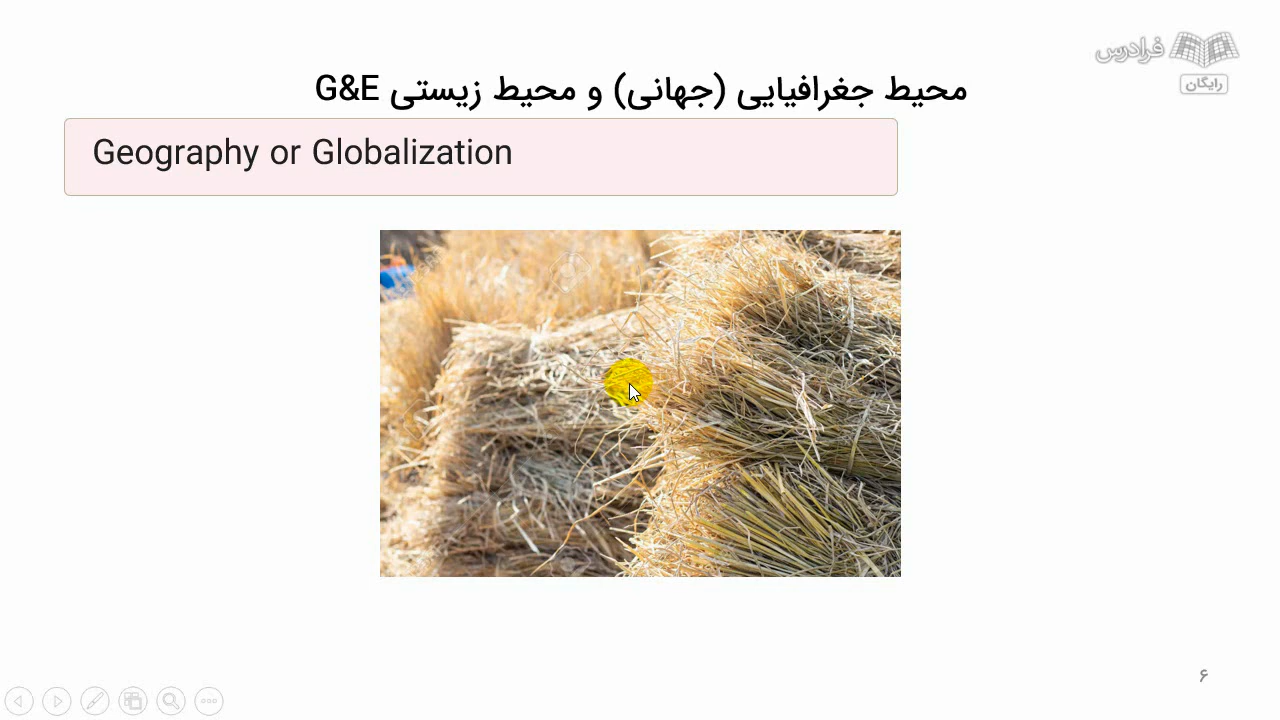 فرادرس
رایگان
محیط جغرافیایی (جهانی) و محیط زیستی G&E
Geography or Globalization
۶